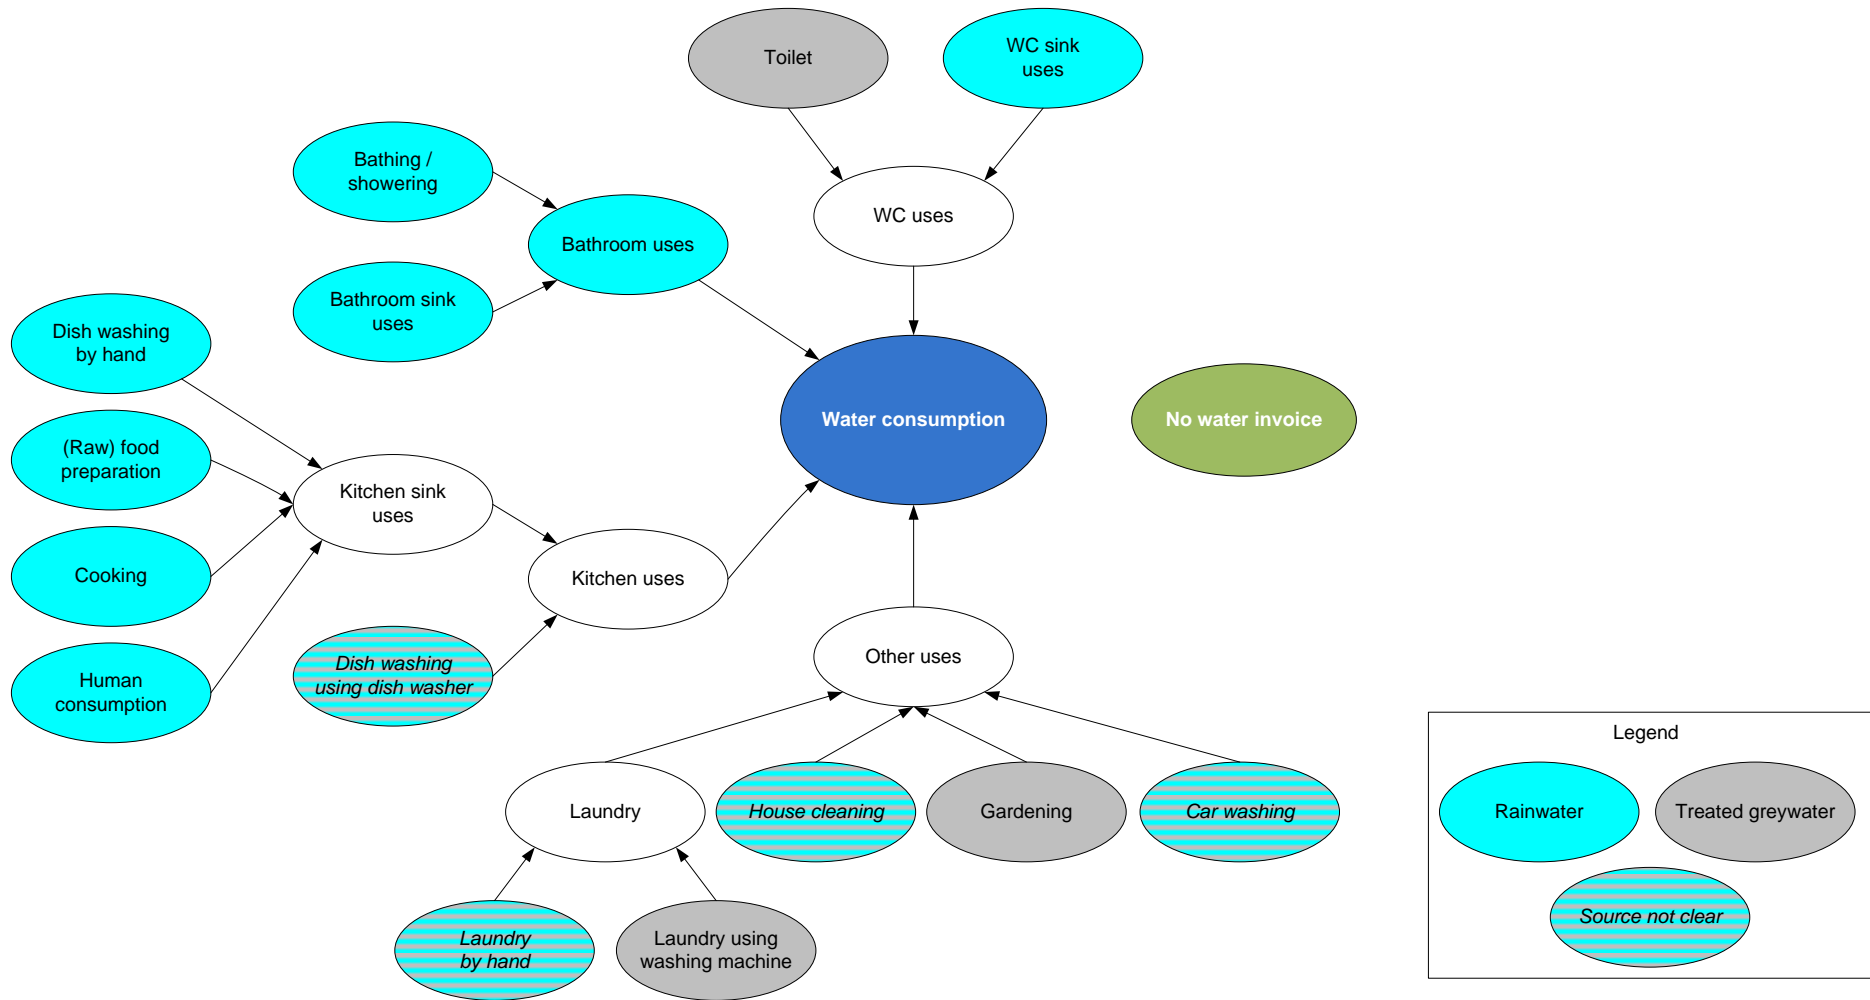 Toilet
WC sink
uses
Bathing /
showering
WC uses
Bathroom uses
Bathroom sink
uses
Dish washing
by hand
Water consumption
No water invoice
(Raw) food
preparation
Kitchen sink
uses
Cooking
Kitchen uses
Human
consumption
Dish washing
using dish washer
Other uses
Legend
Laundry
House cleaning
Gardening
Car washing
Rainwater
Treated greywater
Source not clear
Laundry
by hand
Laundry using
washing machine